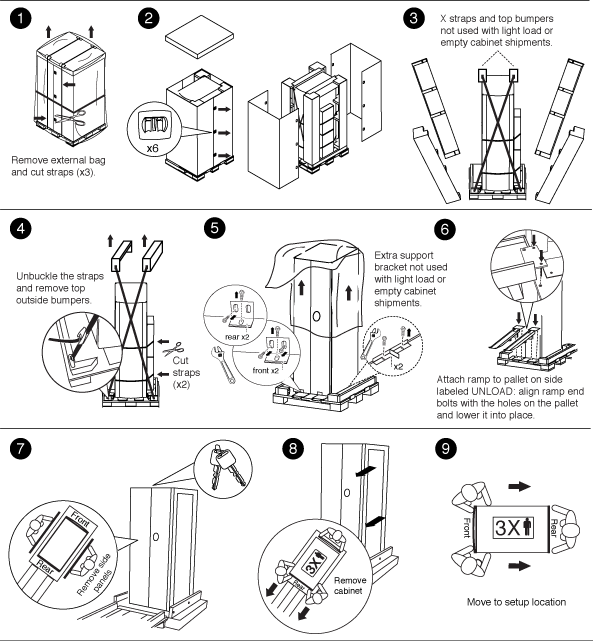 1
Remove external bag
and cut straps (x3).
2
x6
3
X straps and top bumpers
not used with light load or
empty cabinet shipments.
4
Unbuckle the straps
and remove top
outside bumpers.
Cut
straps
(x2)
5
rear x2
front x2
Extra support
bracket not used
with light load or
empty cabinet
shipments.
x2
6
Attach ramp to pallet on side
labeled UNLOAD: align ramp end
bolts with the holes on the pallet
and lower it into place.
7
Front
Rear
Remove side
panels
8
3X
Rear
Remove
cabinet
9
Front
3X
Rear
Move to setup location